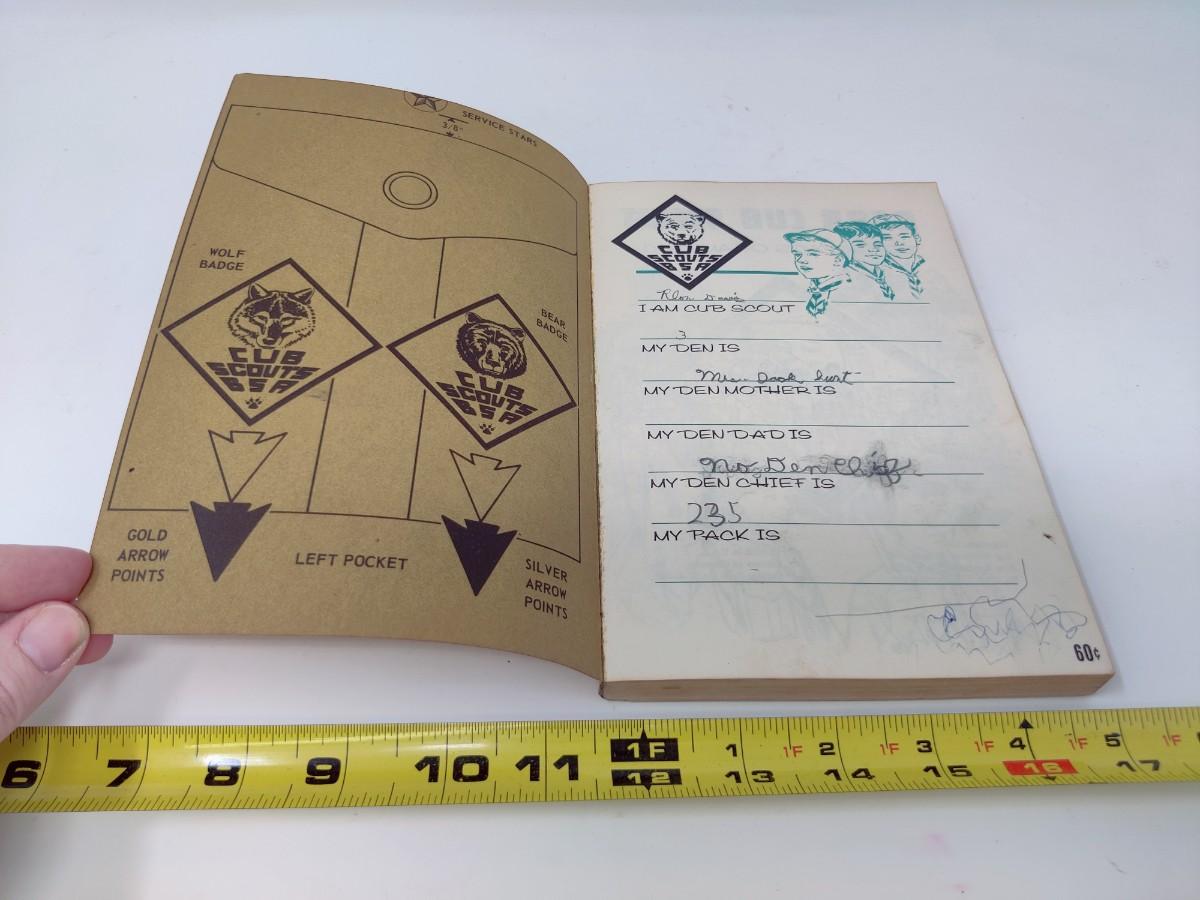 SERVICE STARS
3/8"
WOLF
BADGE
CUB
SCOUTS
BSA
BEAR
BADGE
CUB
SCOUTS
BSA
GOLD
ARROW
POINTS
LEFT POCKET
SILVER
ARROW
POINTS
CUB
SCOUTS
BSA
I AM CUB SCOUT
3
MY DEN IS
MY DEN MOTHER IS
MY DEN DAD IS
No Den Chief
MY DEN CHIEF IS
235
MY PACK IS
60¢
6 7 8 9 10 11 1F 1 1F 2 1F 3 1F 4 1F 5 1F
12 13 14 15 16 17